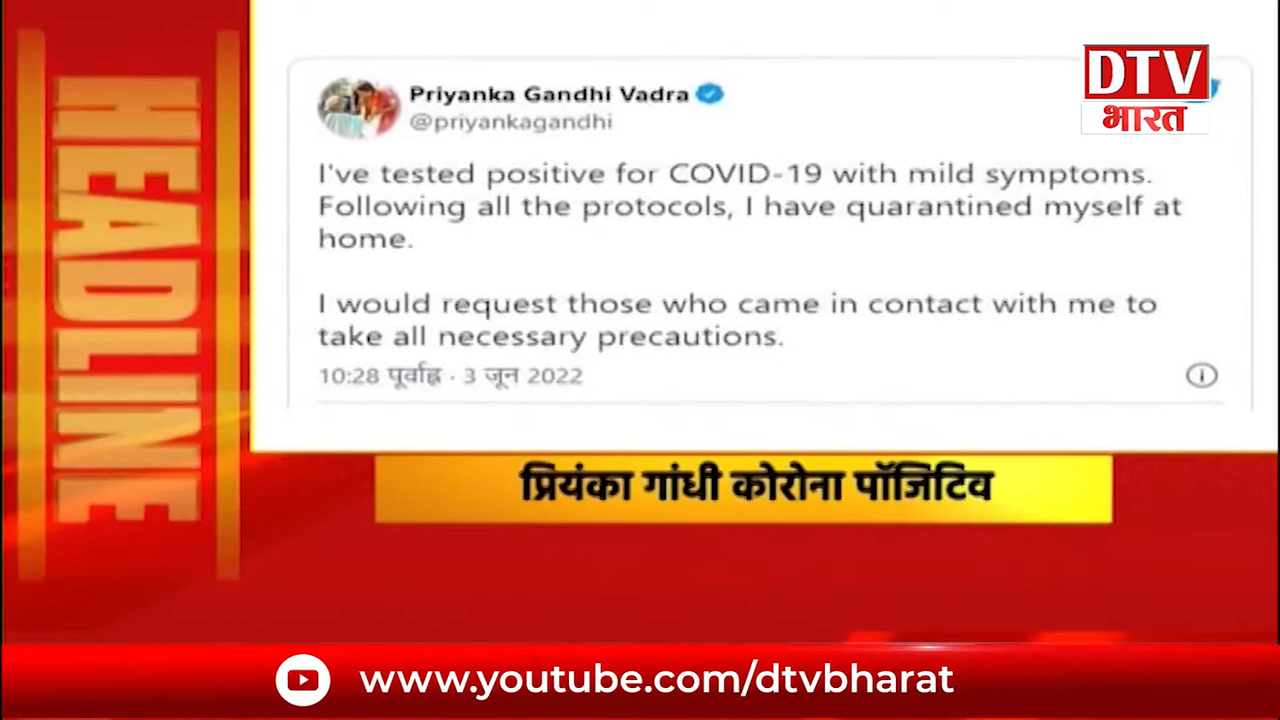 HEADLINE
DTV
भारत
Priyanka Gandhi Vadra
@priyankagandhi
I've tested positive for COVID-19 with mild symptoms.
Following all the protocols, I have quarantined myself at
home.
I would request those who came in contact with me to
take all necessary precautions.
10:28 पूर्वाह्न · 3 जून 2022
प्रियंका गांधी कोरोना पॉजिटिव
www.youtube.com/dtvbharat